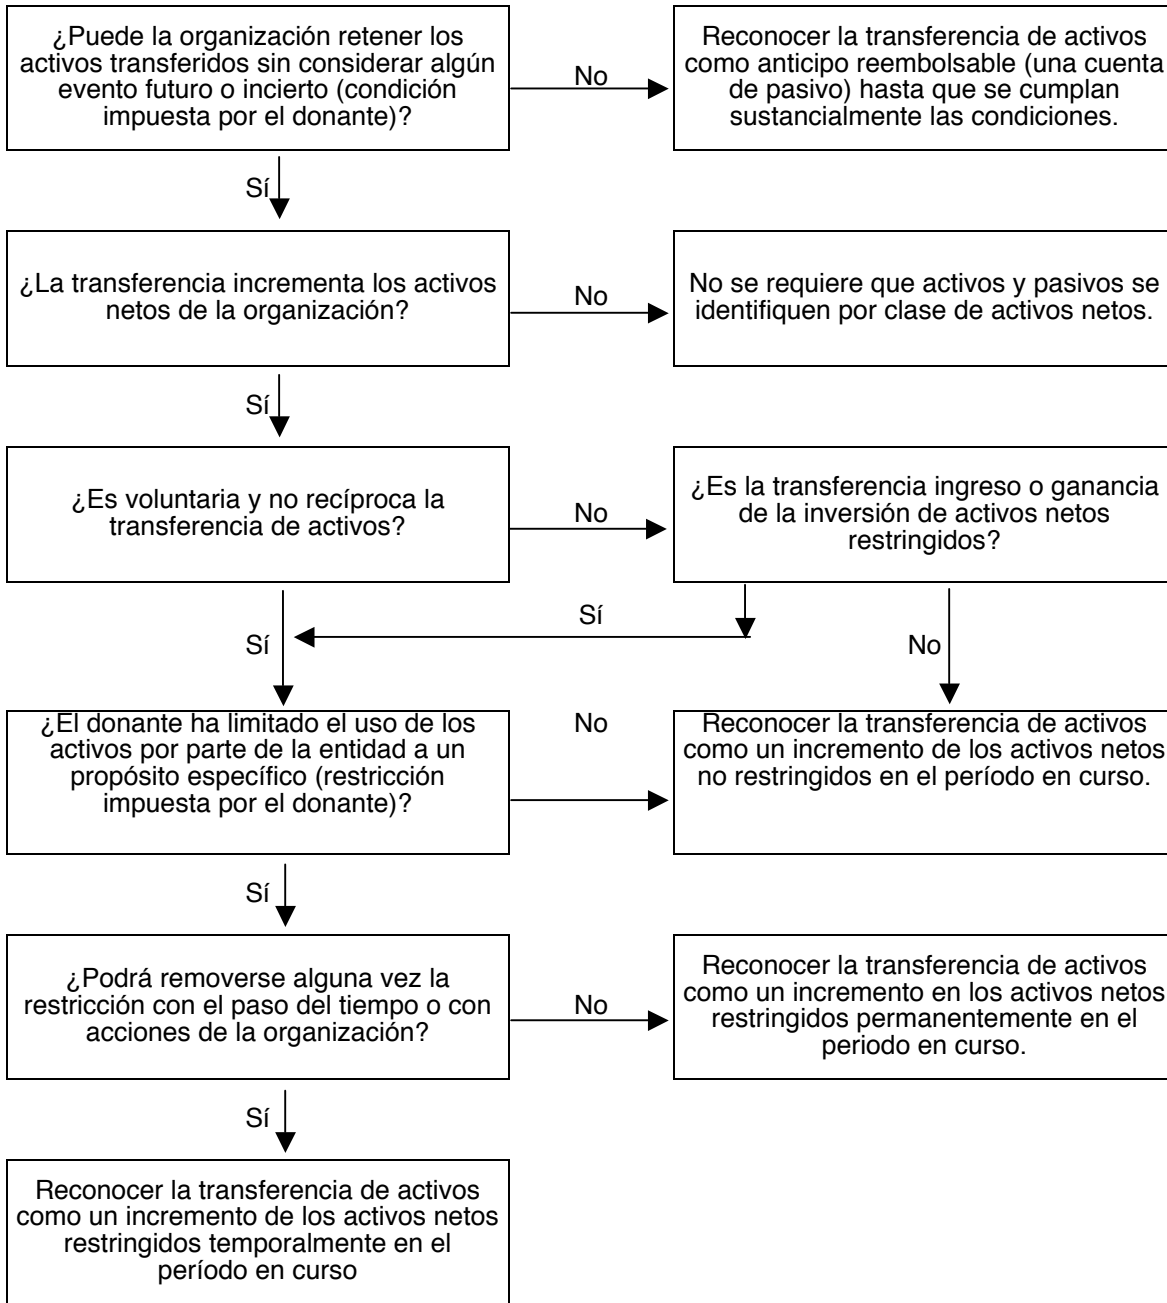 ¿Puede la organización retener los
activos transferidos sin considerar algún
evento futuro o incierto (condición
impuesta por el donante)?
No
Reconocer la transferencia de activos
como anticipo reembolsable (una cuenta
de pasivo) hasta que se cumplan
sustancialmente las condiciones.
Sí
¿La transferencia incrementa los activos
netos de la organización?
No
No se requiere que activos y pasivos se
identifiquen por clase de activos netos.
Sí
¿Es voluntaria y no recíproca la
transferencia de activos?
No
¿Es la transferencia ingreso o ganancia
de la inversión de activos netos
restringidos?
Sí
Sí
No
¿El donante ha limitado el uso de los
activos por parte de la entidad a un
propósito específico (restricción
impuesta por el donante)?
No
Reconocer la transferencia de activos
como un incremento de los activos netos
no restringidos en el período en curso.
Sí
¿Podrá removerse alguna vez la
restricción con el paso del tiempo o con
acciones de la organización?
No
Reconocer la transferencia de activos
como un incremento en los activos netos
restringidos permanentemente en el
periodo en curso.
Sí
Reconocer la transferencia de activos
como un incremento de los activos netos
restringidos temporalmente en el
período en curso